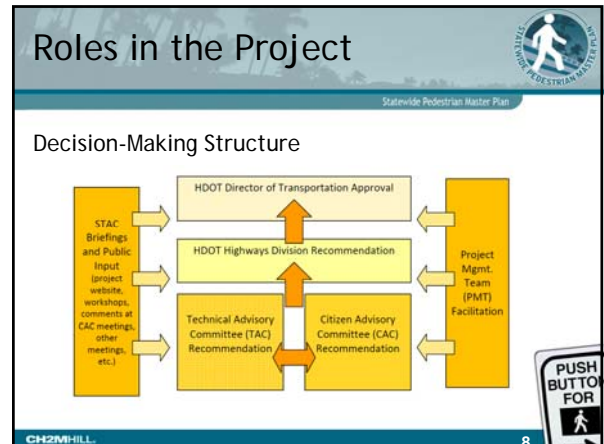 Roles in the Project
STATEWIDE PEDESTRIAN MASTER PLAN
Statewide Pedestrian Master Plan
Decision-Making Structure
STAC
Briefings
and Public
Input
(project
website,
workshops,
comments at
CAC meetings,
other
meetings,
etc.)
HDOT Director of Transportation Approval
HDOT Highways Division Recommendation
Technical Advisory
Committee (TAC)
Recommendation
Citizen Advisory
Committee (CAC)
Recommendation
Project
Mgmt.
Team
(PMT)
Facilitation
PUSH
BUTTON
FOR
CH2MHILL.
8